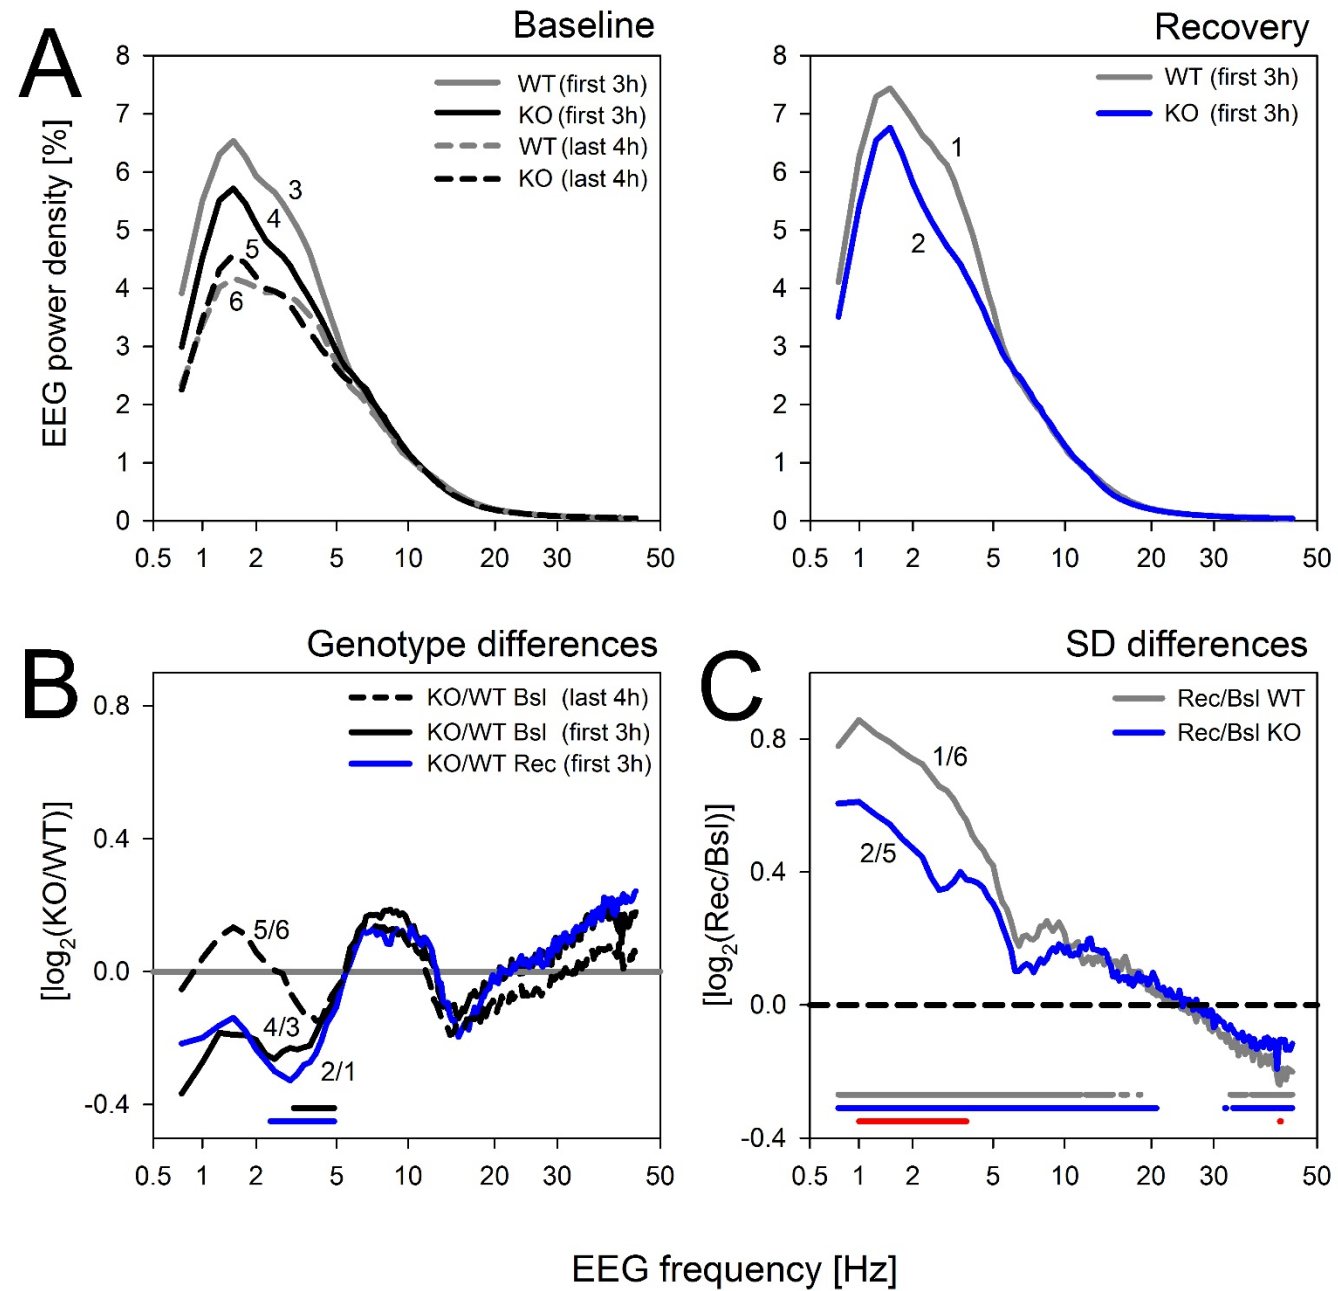 A
Baseline
EEG power density [%]
8
7
6
5
4
3
2
1
0
WT (first 3h)
KO (first 3h)
WT (last 4h)
KO (last 4h)
3
4
5
6
0.5 1 2 5 10 20 30 50
Recovery
8
7
6
5
4
3
2
1
0
WT (first 3h)
KO (first 3h)
1
2
0.5 1 2 5 10 20 30 50
B
Genotype differences
[log2(KO/WT)]
0.8
0.4
0.0
-0.4
KO/WT Bsl (last 4h)
KO/WT Bsl (first 3h)
KO/WT Rec (first 3h)
5/6
4/3
2/1
0.5 1 2 5 10 20 30 50
C
SD differences
[log2(Rec/Bsl)]
0.8
0.4
0.0
-0.4
Rec/Bsl WT
Rec/Bsl KO
1/6
2/5
0.5 1 2 5 10 20 30 50
EEG frequency [Hz]